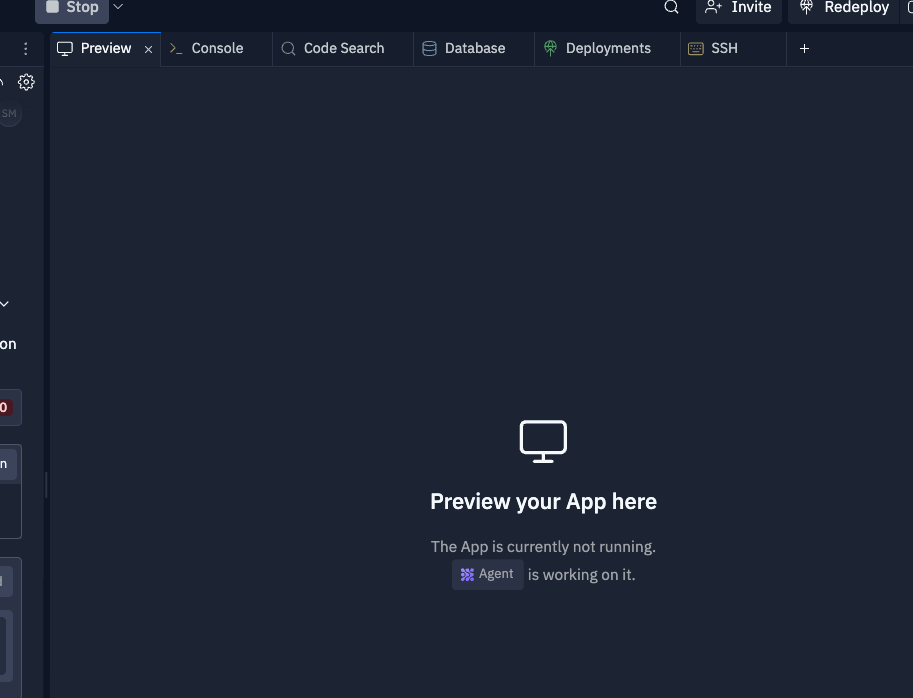 Stop
Invite
Redeploy
Preview
Console
Code Search
Database
Deployments
SSH
SM
on
0
n
Preview your App here
The App is currently not running.
Agent is working on it.